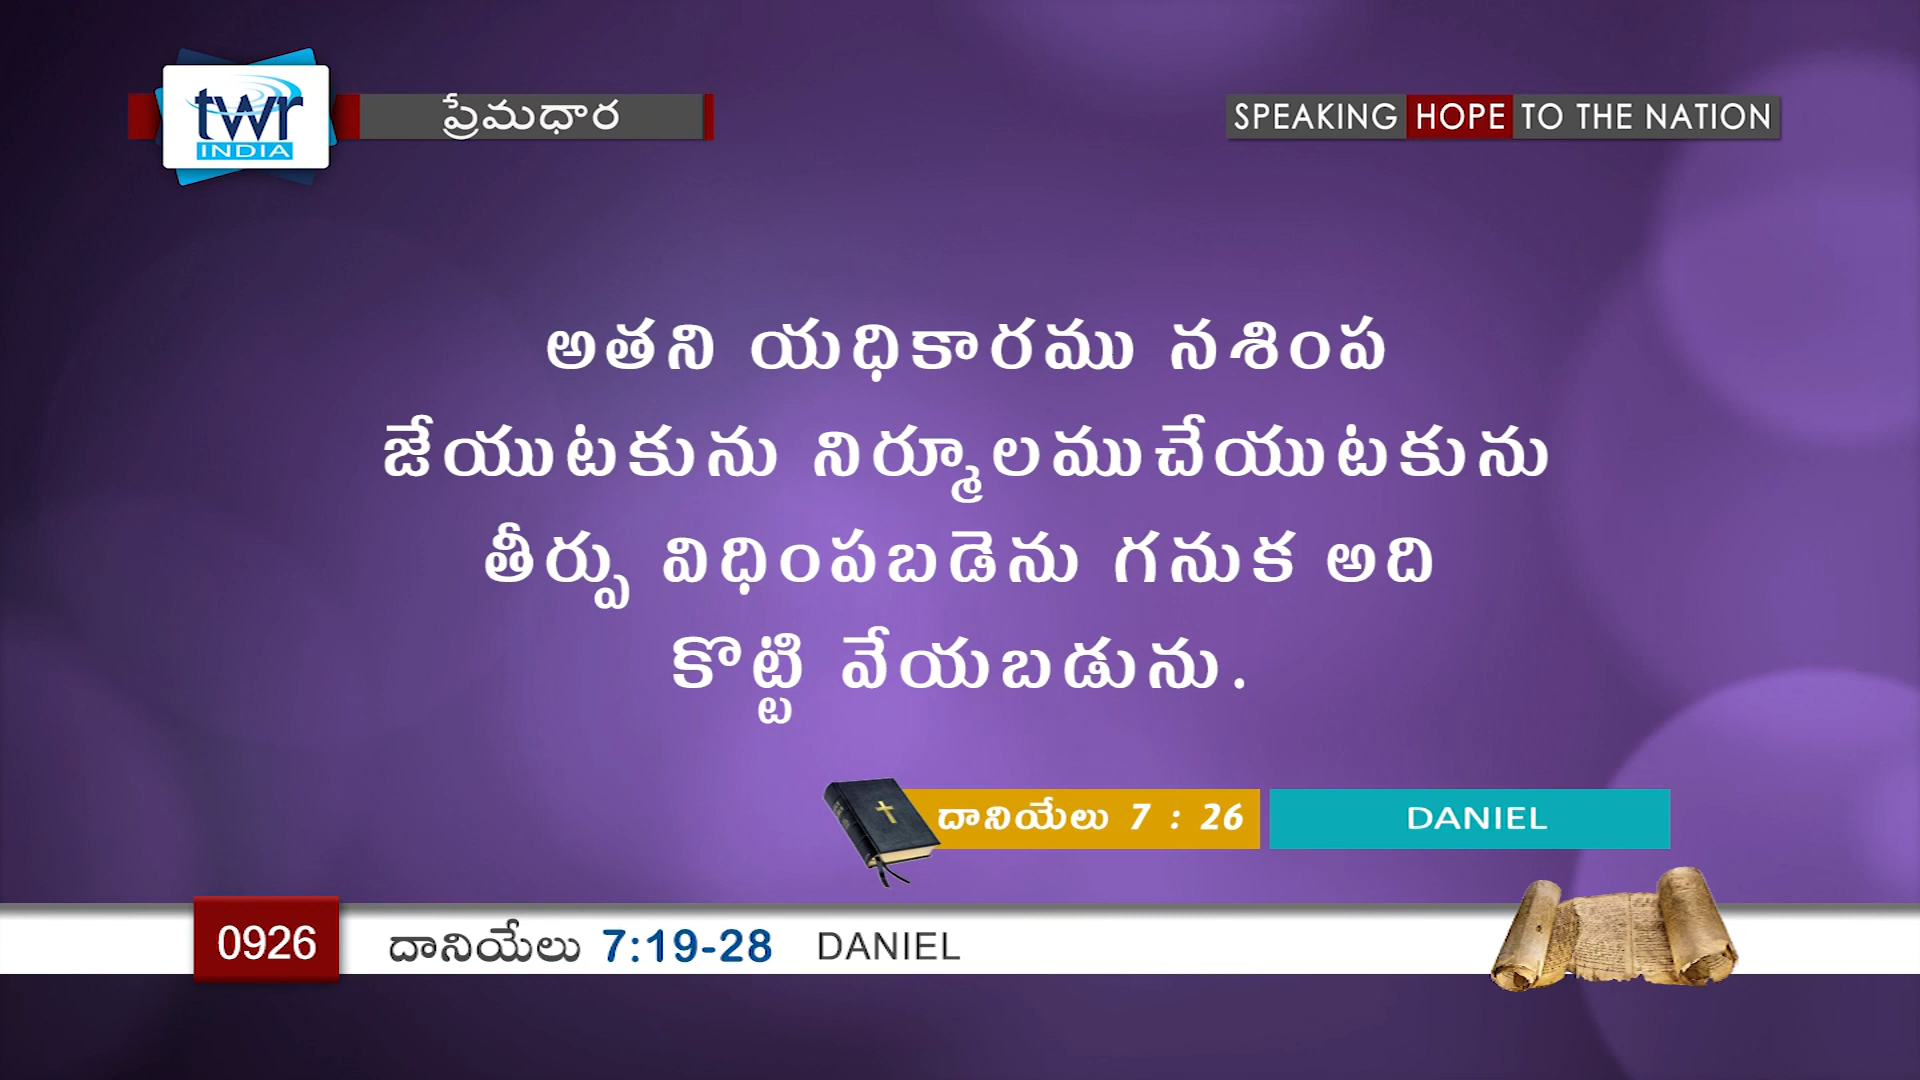 twr
INDIA
ప్రేమధార
SPEAKING HOPE TO THE NATION
అతని యధికారము నశింప
జేయుటకును నిర్మూలముచేయుటకును
తీర్పు విధింపబడెను గనుక అది
కొట్టి వేయబడును.
దానియేలు 7 : 26
DANIEL
0926
దానియేలు 7:19-28 DANIEL